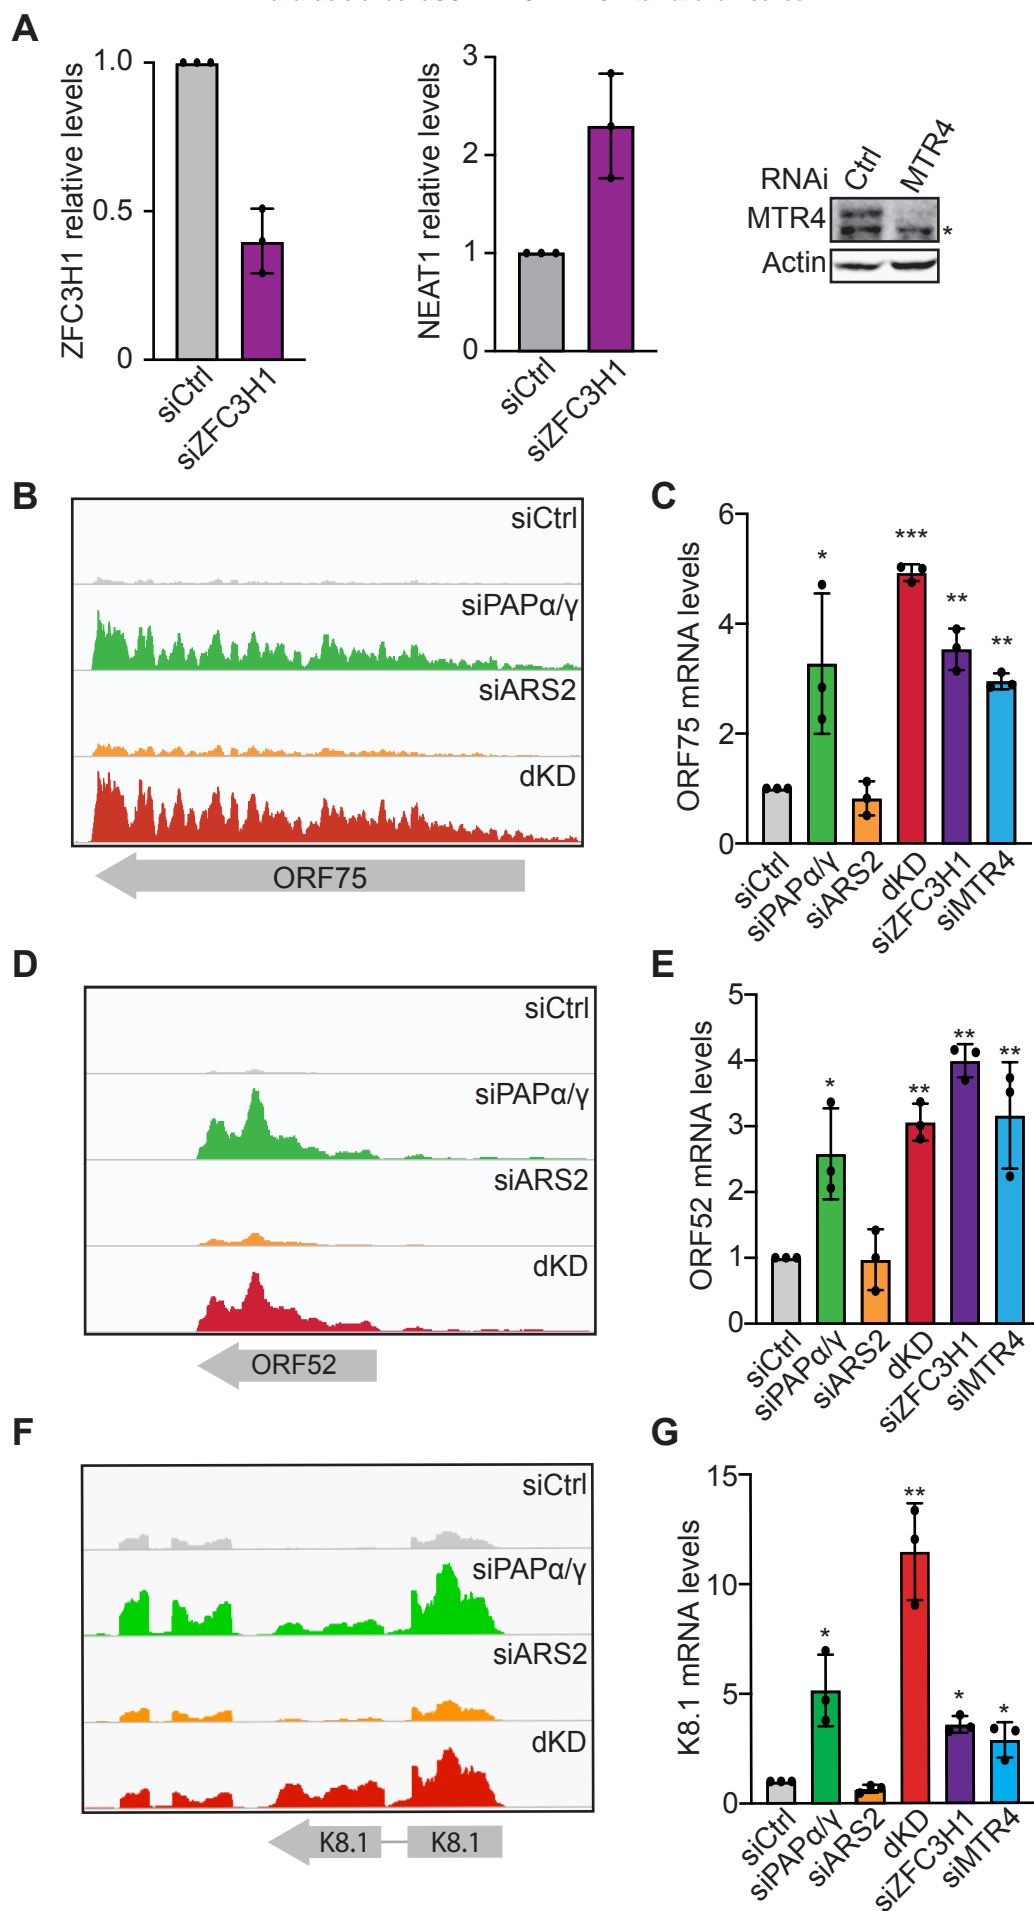 A
ZFC3H1 relative levels
1.0
0.5
0
siCtrl
siZFC3H1
NEAT1 relative levels
3
2
1
0
siCtrl
siZFC3H1
RNAi Ctrl MTR4
MTR4
*
Actin
B
siCtrl
siPAPα/γ
siARS2
dKD
ORF75
C
ORF75 mRNA levels
6
4
2
0
*
***
**
**
siCtrl
siPAPα/γ
siARS2
dKD
siZFC3H1
siMTR4
D
siCtrl
siPAPα/γ
siARS2
dKD
ORF52
E
ORF52 mRNA levels
5
4
3
2
1
0
*
**
**
**
siCtrl
siPAPα/γ
siARS2
dKD
siZFC3H1
siMTR4
F
siCtrl
siPAPα/γ
siARS2
dKD
K8.1 K8.1
G
K8.1 mRNA levels
15
10
5
0
*
**
*
*
siCtrl
siPAPα/γ
siARS2
dKD
siZFC3H1
siMTR4